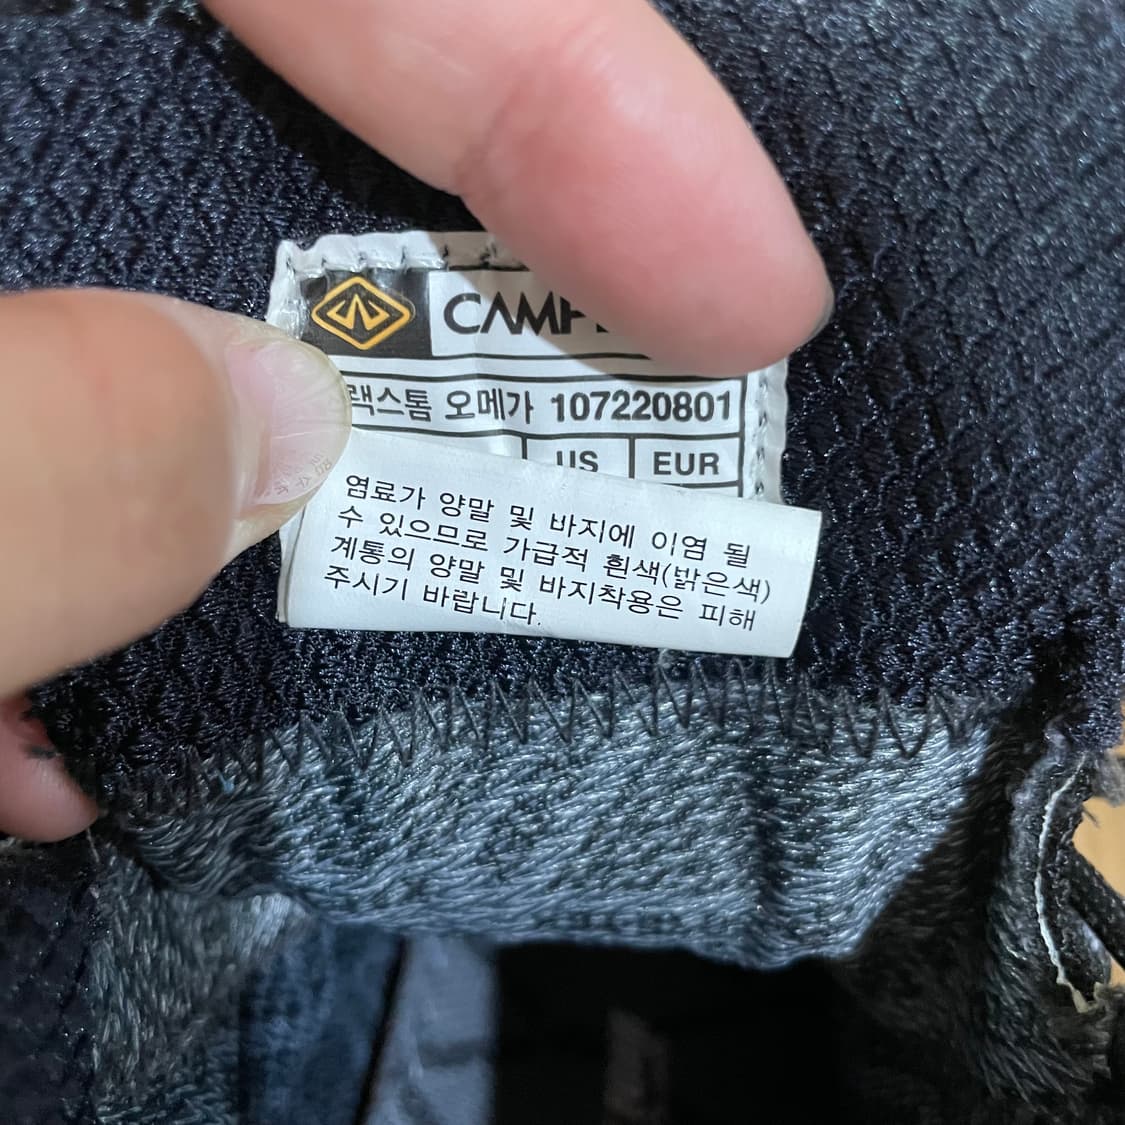 랙스톰 오메가 107220801
US EUR
염료가 양말 및 바지에 이염 될
수 있으므로 가급적 흰색(밝은색)
계통의 양말 및 바지착용은 피해
주시기 바랍니다.